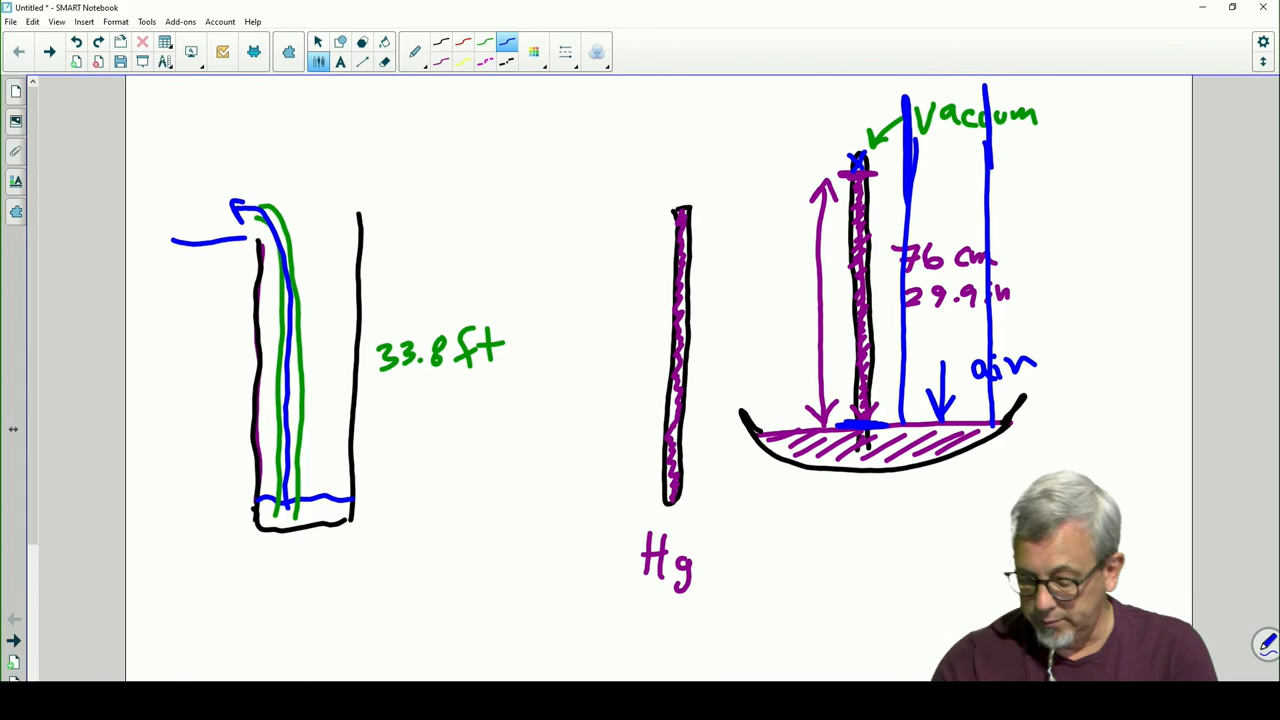 Untitled * - SMART Notebook
File Edit View Insert Format Tools Add-ons Account Help
Vacuum
76 cm
29.9 in
33.8 ft
air
Hg